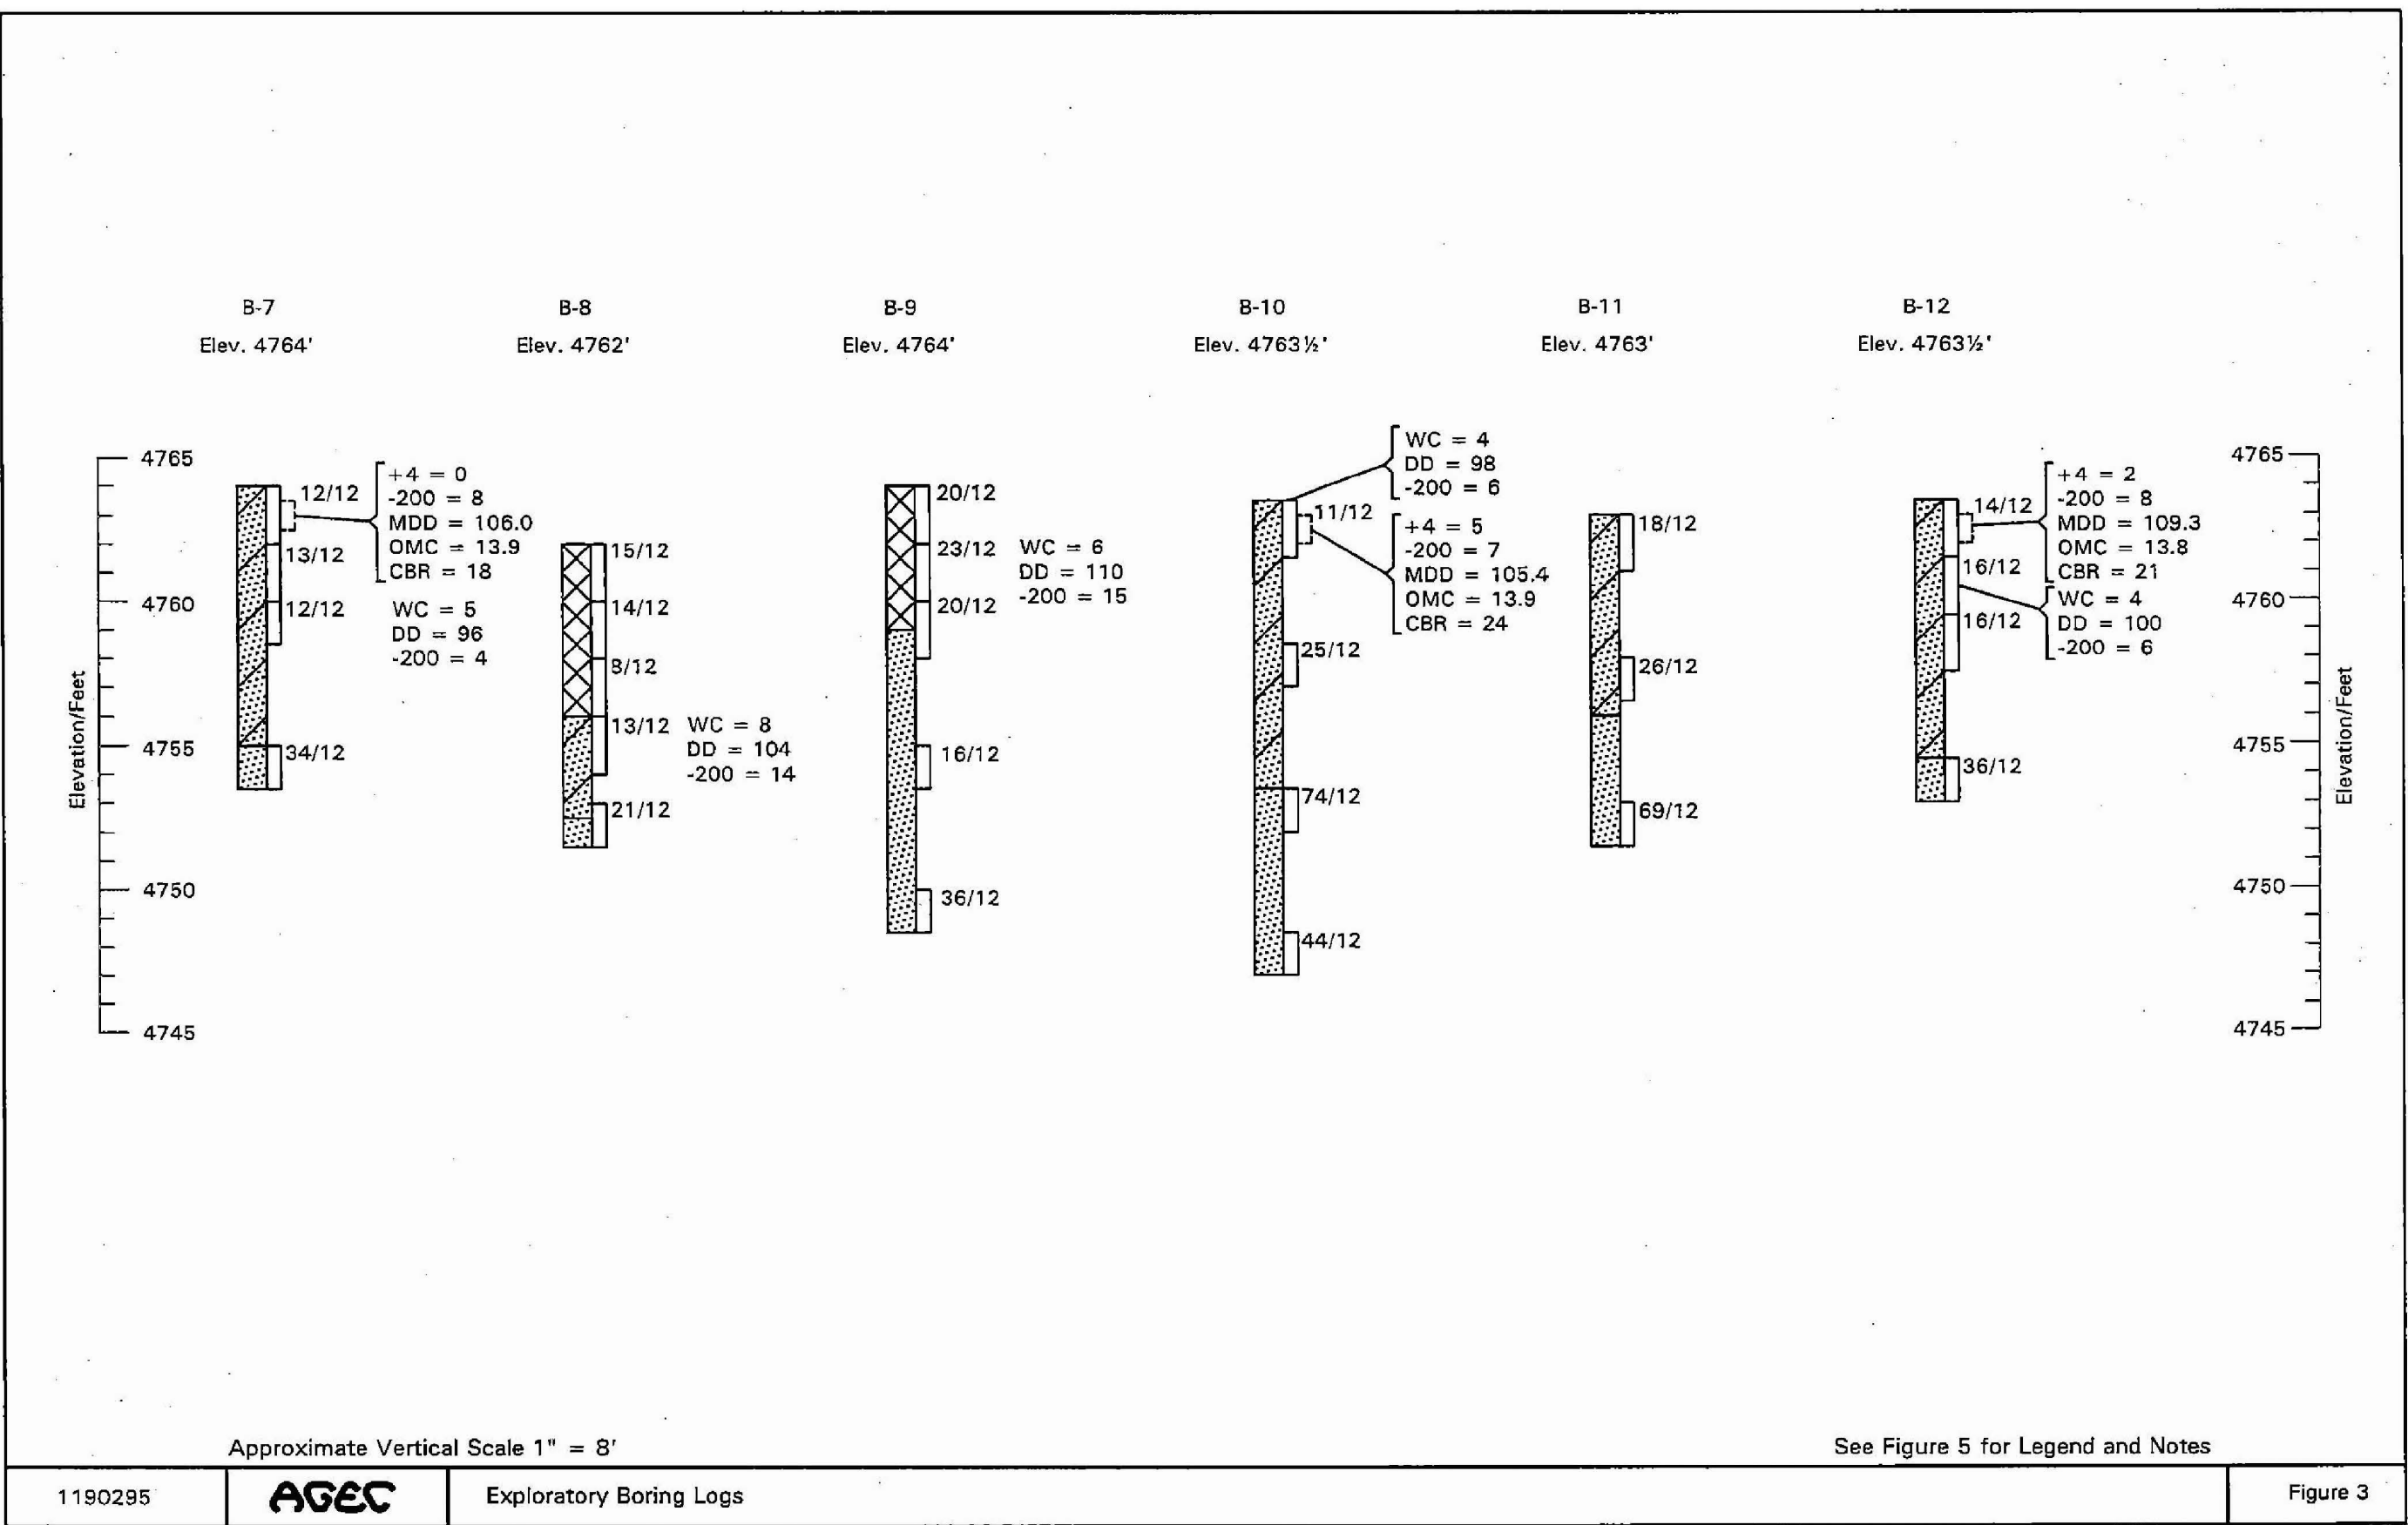 B-7
Elev. 4764'
B-8
Elev. 4762'
B-9
Elev. 4764'
B-10
Elev. 4763½'
B-11
Elev. 4763'
B-12
Elev. 4763½'
Elevation/Feet
4765
4760
4755
4750
4745
12/12
13/12
12/12
34/12
+4 = 0
-200 = 8
MDD = 106.0
OMC = 13.9
CBR = 18
WC = 5
DD = 96
-200 = 4
15/12
14/12
8/12
13/12
21/12
WC = 8
DD = 104
-200 = 14
20/12
23/12
20/12
16/12
36/12
WC = 6
DD = 110
-200 = 15
WC = 4
DD = 98
-200 = 6
11/12
+4 = 5
-200 = 7
MDD = 105.4
OMC = 13.9
CBR = 24
25/12
74/12
44/12
18/12
26/12
69/12
14/12
16/12
16/12
36/12
+4 = 2
-200 = 8
MDD = 109.3
OMC = 13.8
CBR = 21
WC = 4
DD = 100
-200 = 6
4765
4760
4755
4750
4745
Elevation/Feet
Approximate Vertical Scale 1" = 8'
See Figure 5 for Legend and Notes
1190295
AGEC
Exploratory Boring Logs
Figure 3